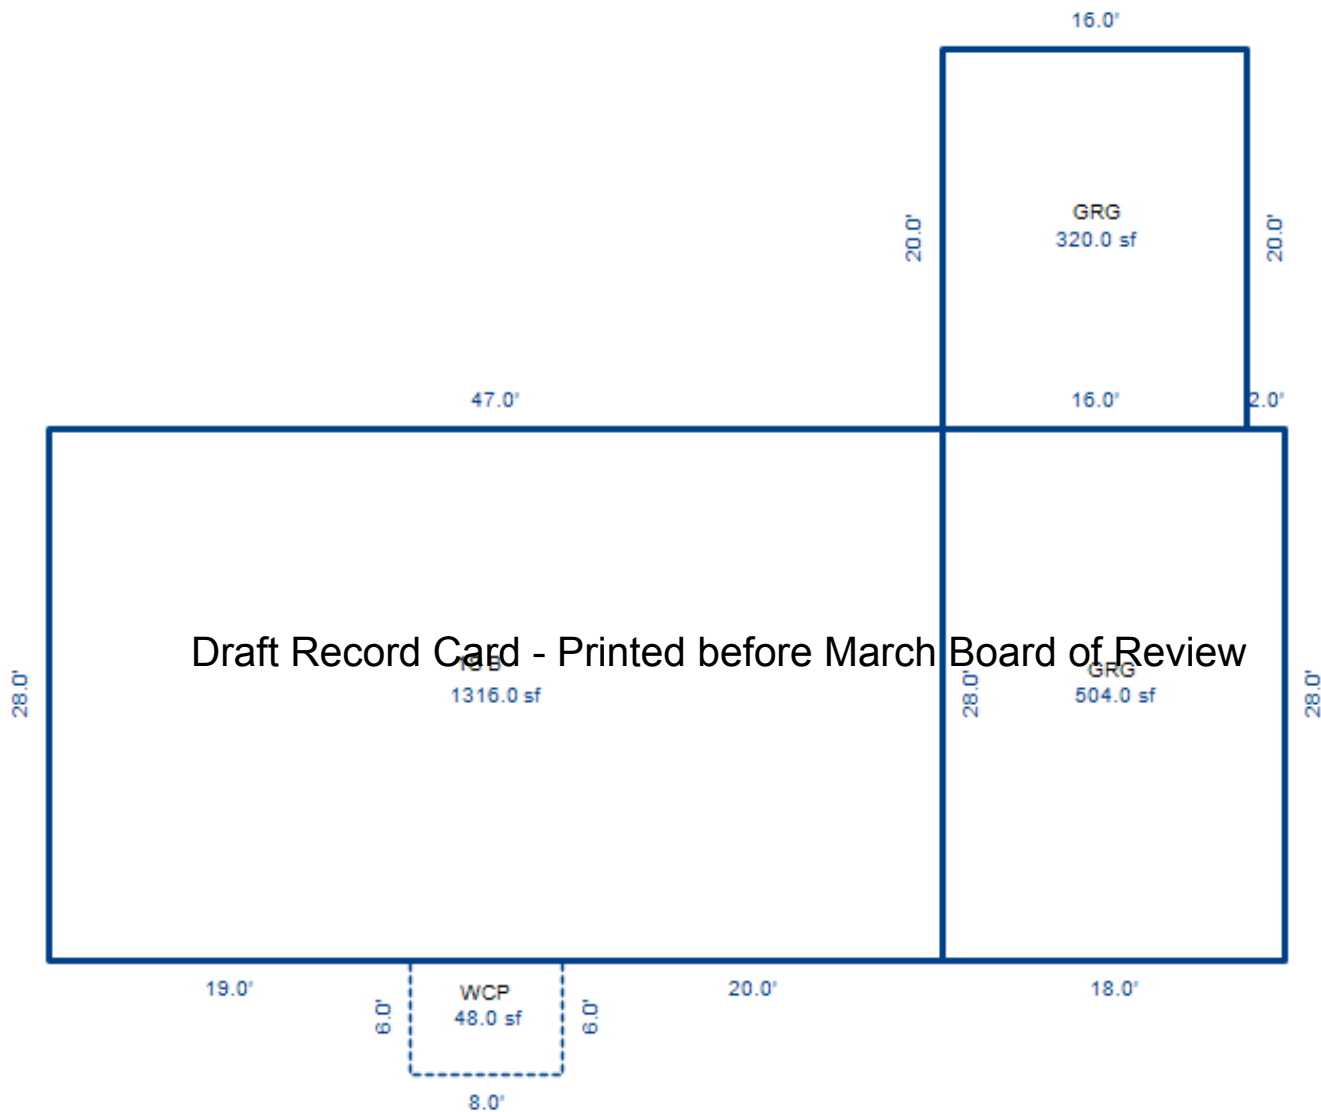 16.0'
GRG
320.0 sf
20.0'
20.0'
47.0'
16.0'
2.0'
Draft Record Card - Printed before March Board of Review
1316.0 sf
GRG
504.0 sf
28.0'
28.0'
28.0'
19.0'
WCP
48.0 sf
6.0'
6.0'
20.0'
18.0'
8.0'